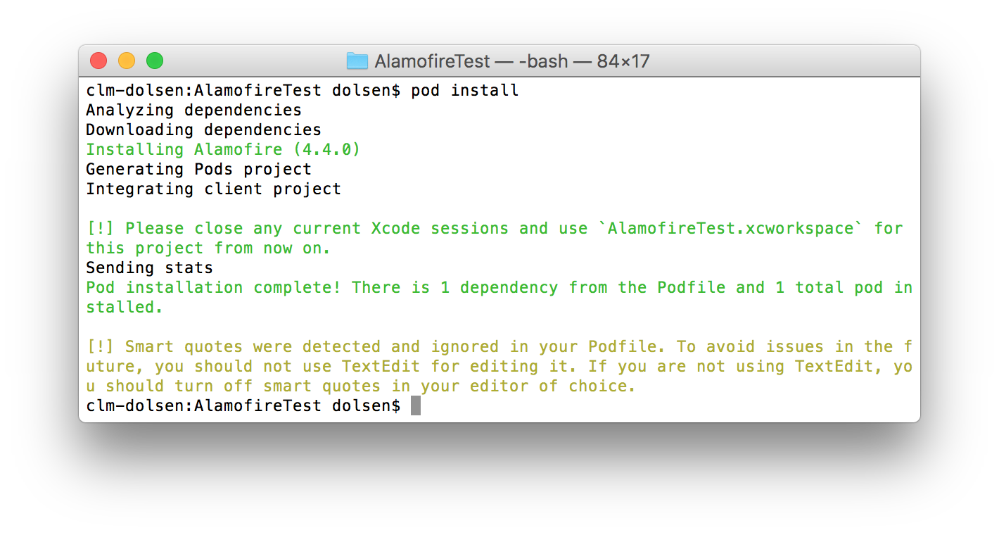 AlamofireTest — -bash — 84×17
clm-dolsen:AlamofireTest dolsen$ pod install
Analyzing dependencies
Downloading dependencies
Installing Alamofire (4.4.0)
Generating Pods project
Integrating client project
[!] Please close any current Xcode sessions and use `AlamofireTest.xcworkspace` for
this project from now on.
Sending stats
Pod installation complete! There is 1 dependency from the Podfile and 1 total pod in
stalled.
[!] Smart quotes were detected and ignored in your Podfile. To avoid issues in the f
uture, you should not use TextEdit for editing it. If you are not using TextEdit, yo
u should turn off smart quotes in your editor of choice.
clm-dolsen:AlamofireTest dolsen$